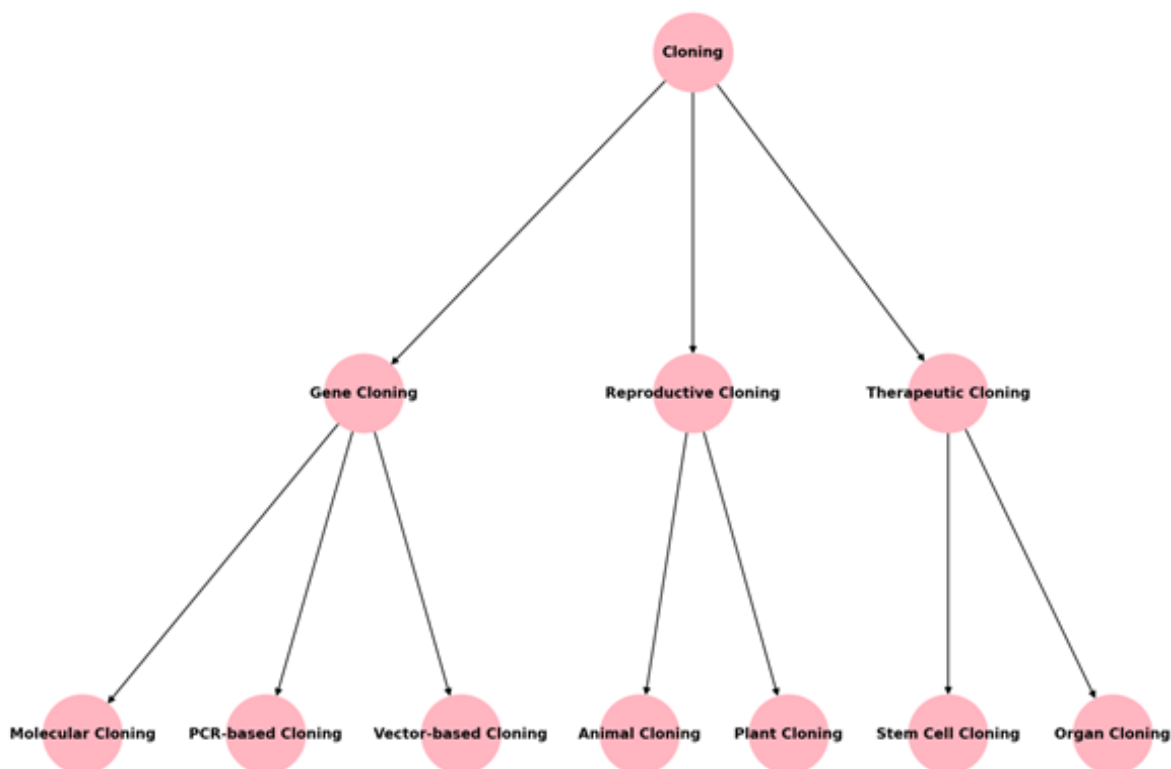 Cloning
Gene Cloning
Reproductive Cloning
Therapeutic Cloning
Molecular Cloning
PCR-based Cloning
Vector-based Cloning
Animal Cloning
Plant Cloning
Stem Cell Cloning
Organ Cloning